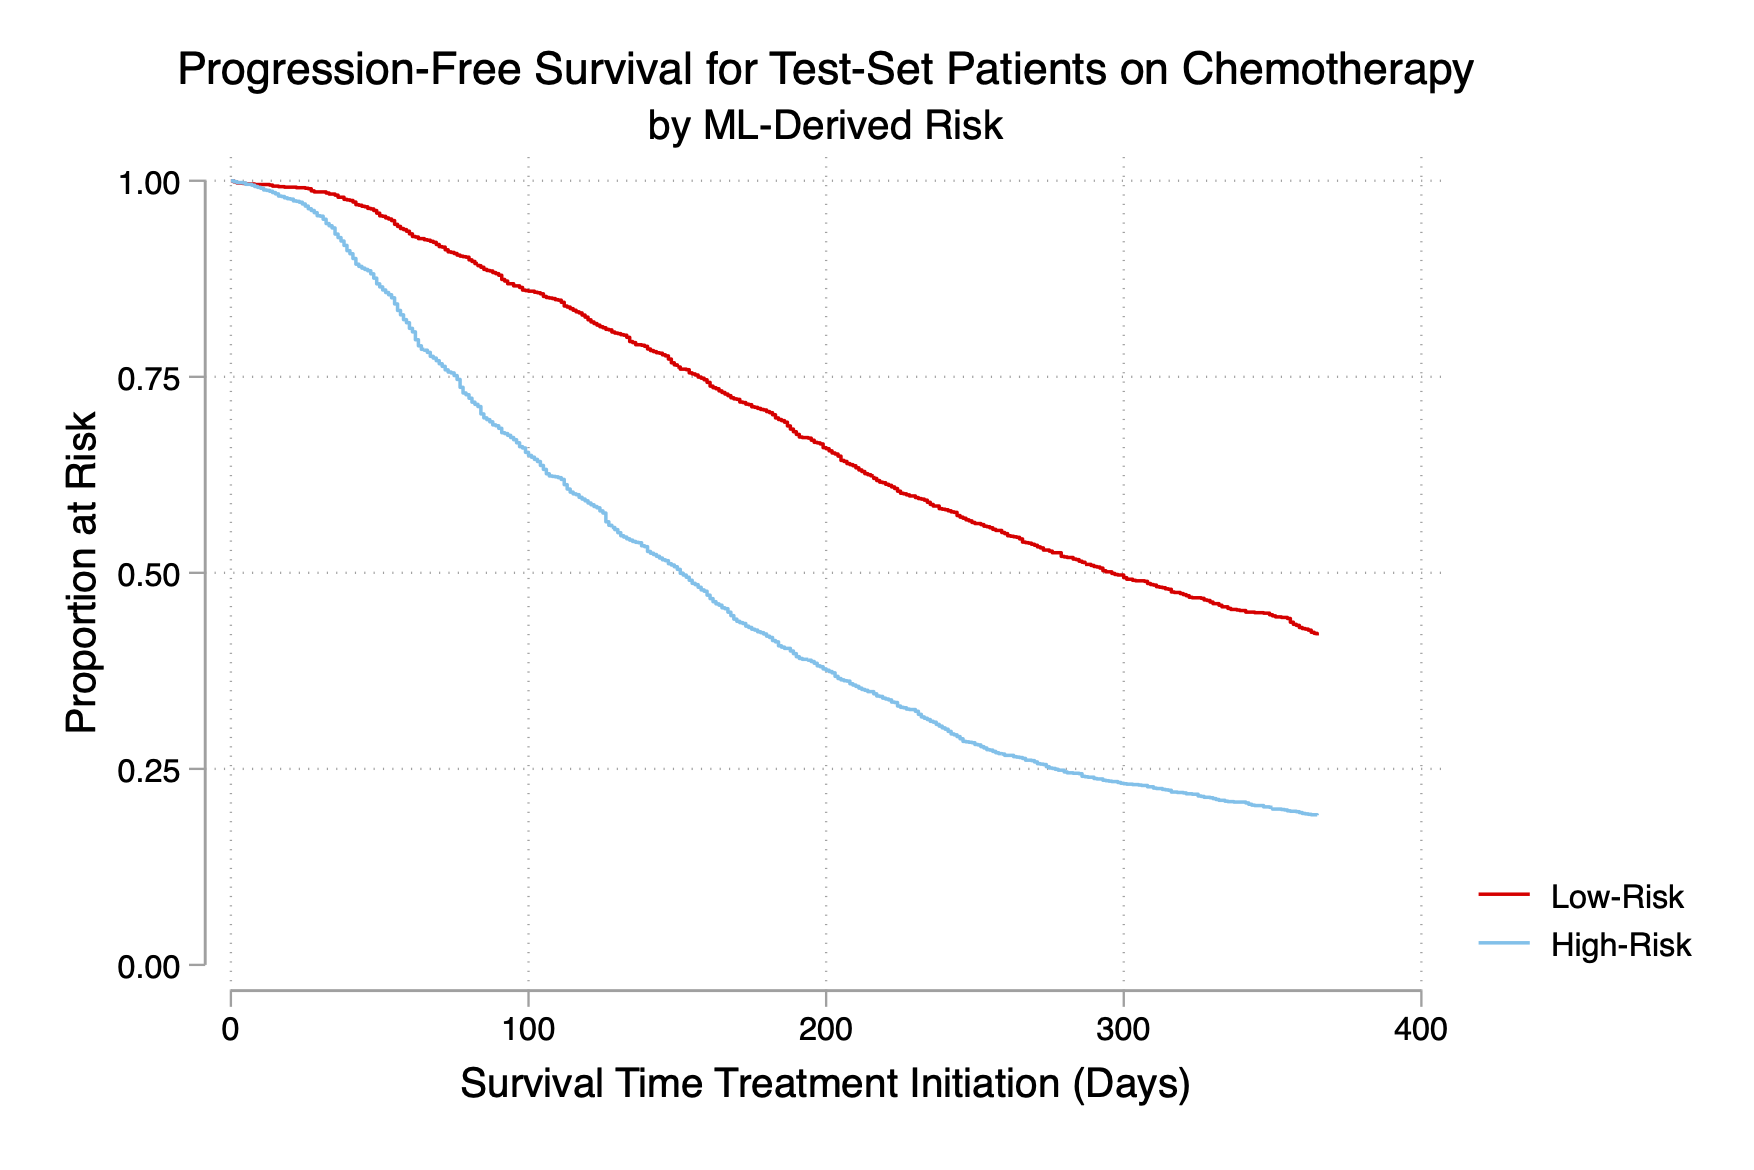 Progression-Free Survival for Test-Set Patients on Chemotherapy
by ML-Derived Risk
Proportion at Risk
1.00
0.75
0.50
0.25
0.00
0 100 200 300 400
Survival Time Treatment Initiation (Days)
Low-Risk
High-Risk